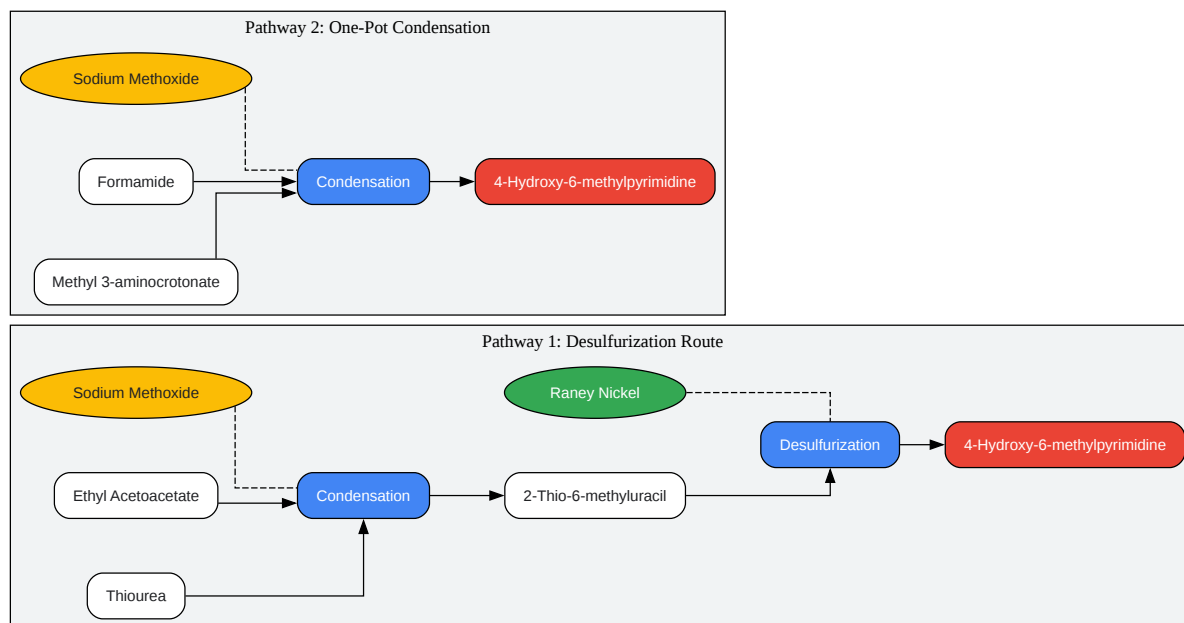 Pathway 2: One-Pot Condensation
Sodium Methoxide
Formamide
Condensation
4-Hydroxy-6-methylpyrimidine
Methyl 3-aminocrotonate
Pathway 1: Desulfurization Route
Sodium Methoxide
Raney Nickel
Desulfurization
4-Hydroxy-6-methylpyrimidine
Ethyl Acetoacetate
Condensation
2-Thio-6-methyluracil
Thiourea